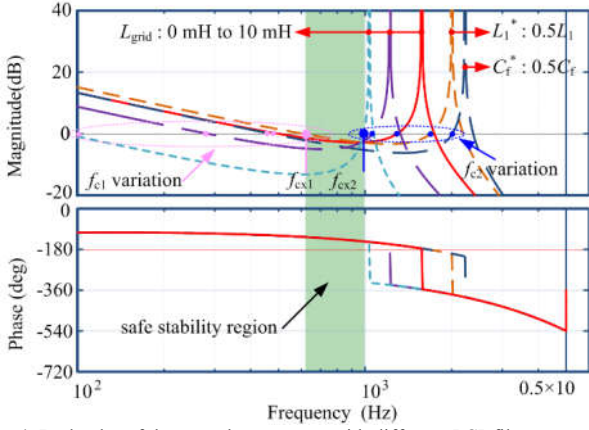 40
20
0
-20
Magnitude(dB)
L_grid : 0 mH to 10 mH
L_1* : 0.5L_1
C_f* : 0.5C_f
f_c1 variation
f_cx1
f_cx2
f_c2 variation
0
-180
-360
-540
-720
Phase (deg)
safe stability region
10^2
10^3
0.5×10
Frequency (Hz)